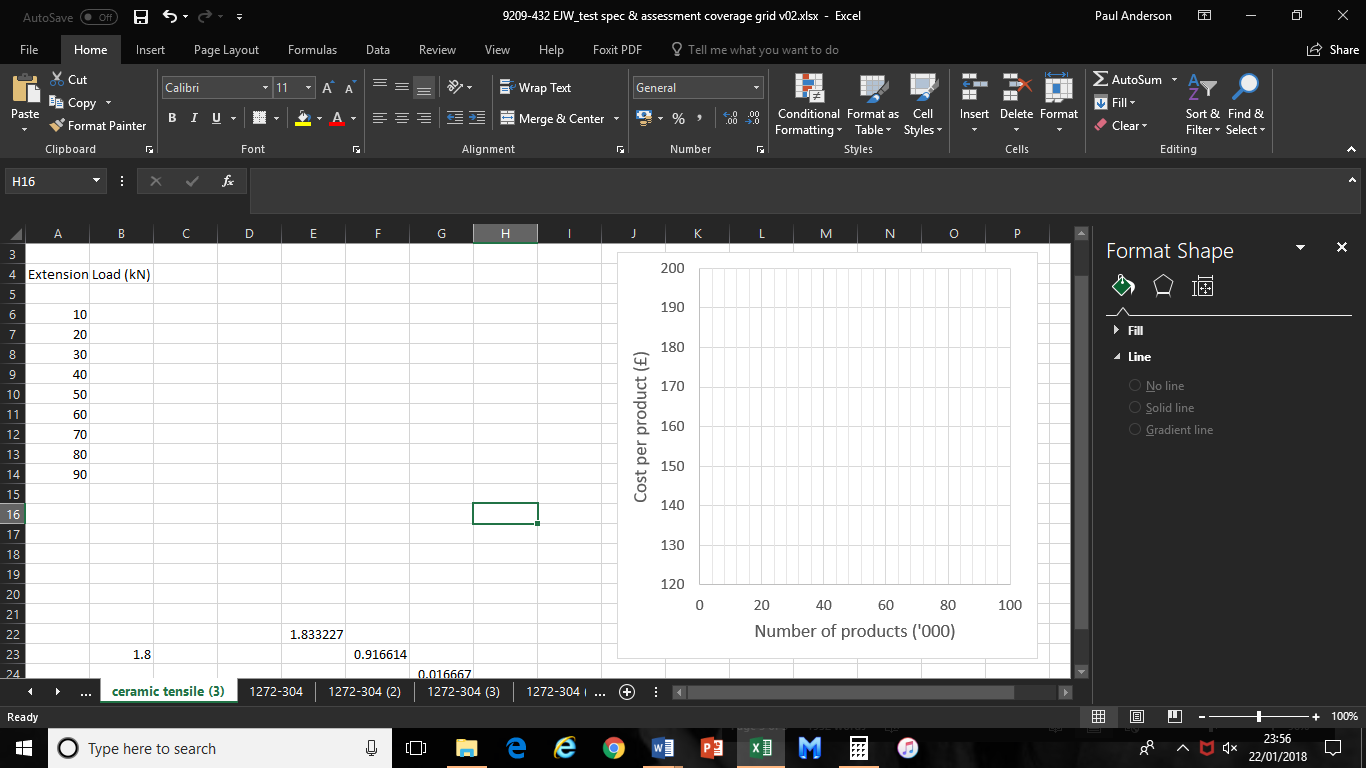 AutoSave Off 9209-432 EJW_test spec & assessment coverage grid v02.xlsx - Excel Paul Anderson
File Home Insert Page Layout Formulas Data Review View Help Foxit PDF Tell me what you want to do Share
Cut
Copy
Format Painter
Paste
Clipboard
Calibri 11
B I U
Font
Wrap Text
Merge & Center
Alignment
General
Number
Conditional Formatting
Format as Table
Cell Styles
Styles
Insert Delete Format
Cells
AutoSum
Fill
Clear
Sort & Filter
Find & Select
Editing
H16 fx
A B C D E F G H I J K L M N O P
3
4 Extension Load (kN)
5
6 10
7 20
8 30
9 40
10 50
11 60
12 70
13 80
14 90
15
16
17
18
19
20
21
22 1.833227
23 1.8 0.916614
24 0.016667
Cost per product (£)
200
190
180
170
160
150
140
130
120
0 20 40 60 80 100
Number of products ('000)
Format Shape
Fill
Line
No line
Solid line
Gradient line
... ceramic tensile (3) 1272-304 1272-304 (2) 1272-304 (3) 1272-304 ( ...
Ready 100%
Type here to search
23:56
22/01/2018